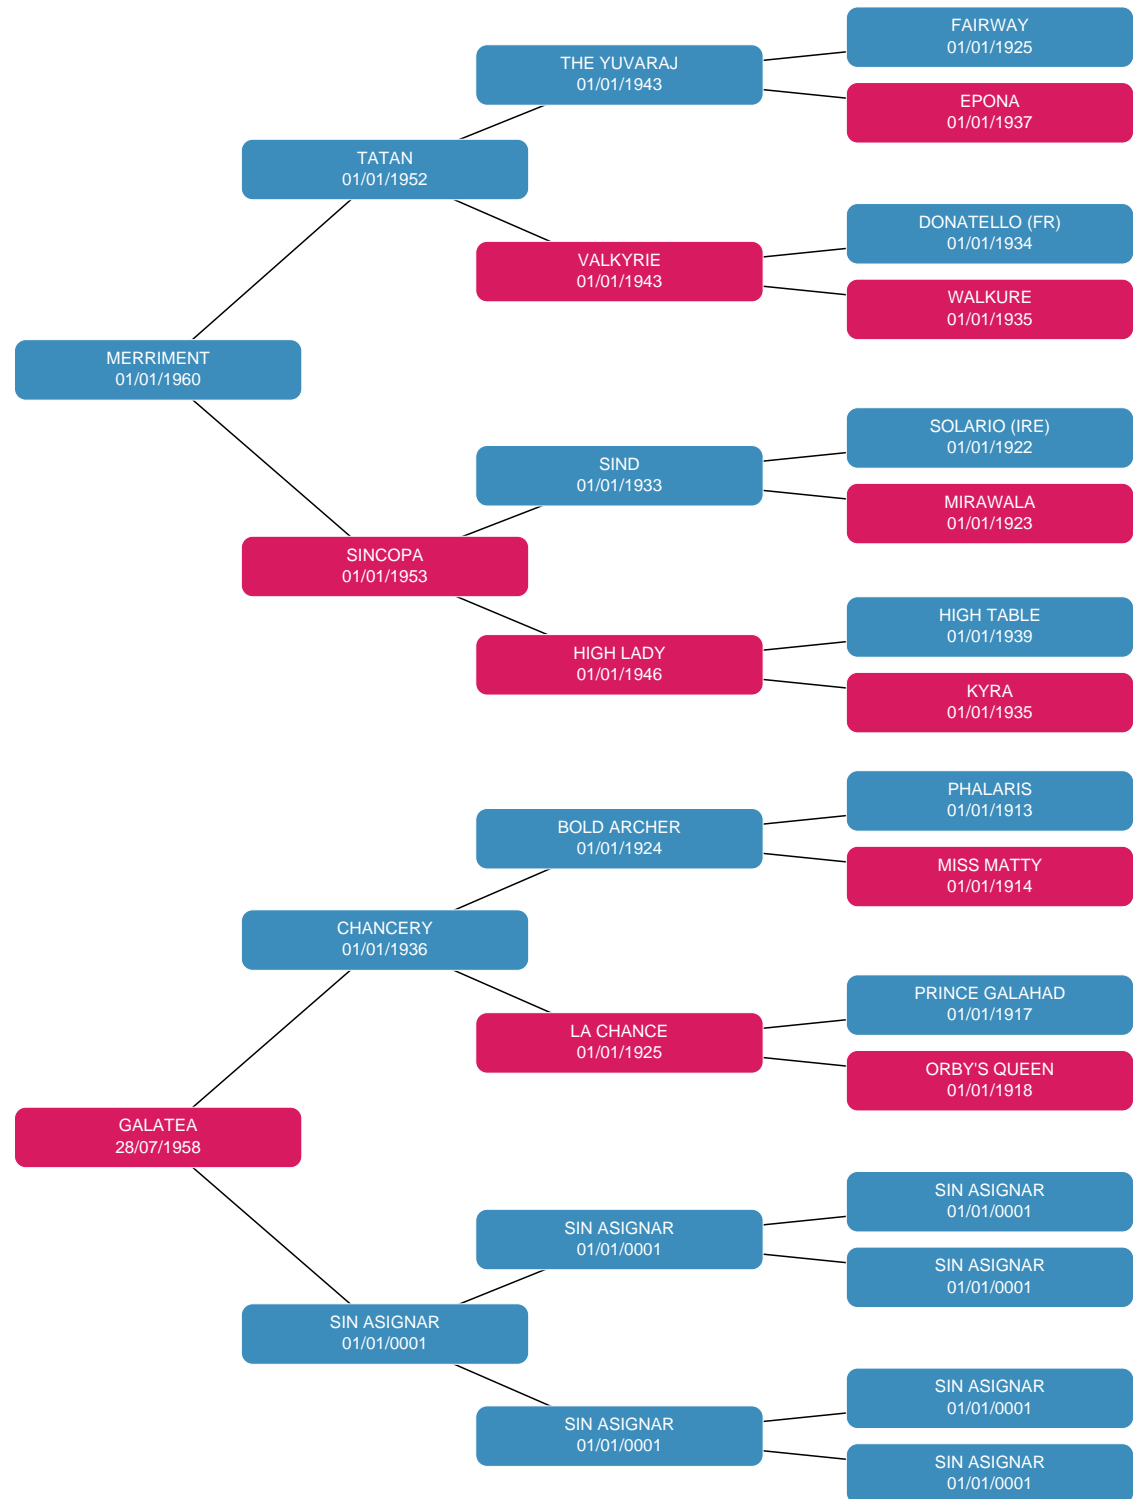 FAIRWAY
01/01/1925
THE YUVARAJ
01/01/1943
EPONA
01/01/1937
TATAN
01/01/1952
DONATELLO (FR)
01/01/1934
VALKYRIE
01/01/1943
WALKURE
01/01/1935
MERRIMENT
01/01/1960
SOLARIO (IRE)
01/01/1922
SIND
01/01/1933
MIRAWALA
01/01/1923
SINCOPA
01/01/1953
HIGH TABLE
01/01/1939
HIGH LADY
01/01/1946
KYRA
01/01/1935
PHALARIS
01/01/1913
BOLD ARCHER
01/01/1924
MISS MATTY
01/01/1914
CHANCERY
01/01/1936
PRINCE GALAHAD
01/01/1917
LA CHANCE
01/01/1925
ORBY'S QUEEN
01/01/1918
GALATEA
28/07/1958
SIN ASIGNAR
01/01/0001
SIN ASIGNAR
01/01/0001
SIN ASIGNAR
01/01/0001
SIN ASIGNAR
01/01/0001
SIN ASIGNAR
01/01/0001
SIN ASIGNAR
01/01/0001
SIN ASIGNAR
01/01/0001